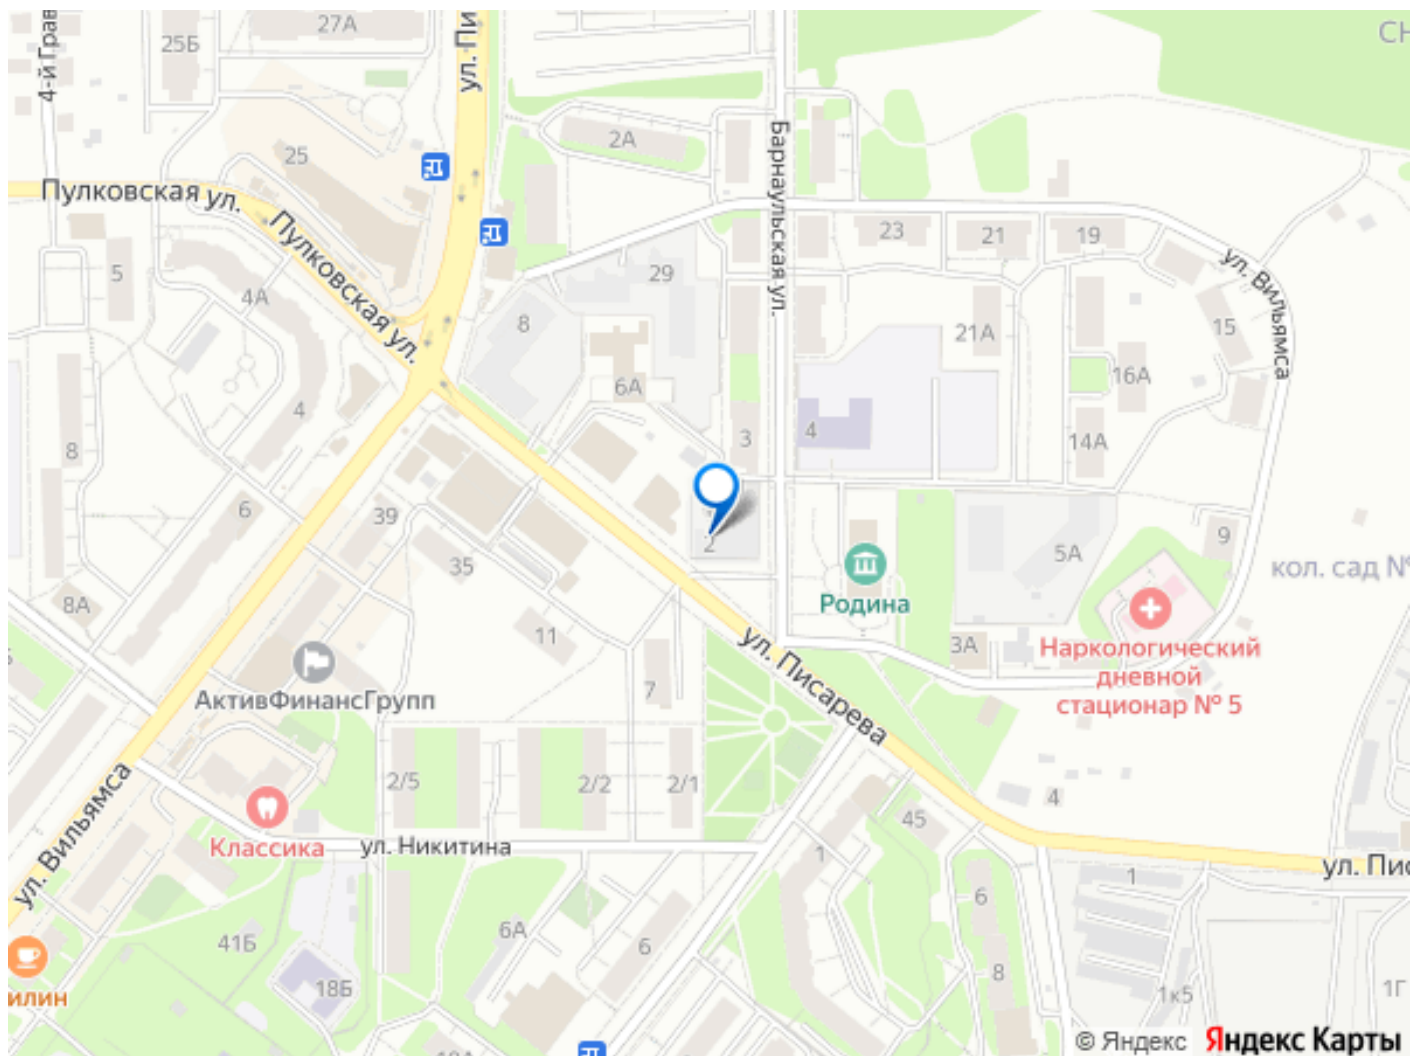 27А
25Б
4-й Грав
ул. Пи
СН
25
2А
Барнаульская ул.
Пулковская ул.
Пулковская ул.
5
4А
29
23
21
19
ул. Вильямса
8
21А
15
6А
16А
4
3
4
14А
8
6
39
2
35
5А
9
кол. сад №
8А
Родина
11
3А
ул. Писарева
Наркологический
дневной
стационар № 5
АктивФинансГрупп
7
2/5
2/2
2/1
4
45
Классика
ул. Никитина
1
ул. Вильямса
ул. Пис
1
6
6А
41Б
6
8
18Б
1к5
1Г
илин
© Яндекс
Яндекс Карты